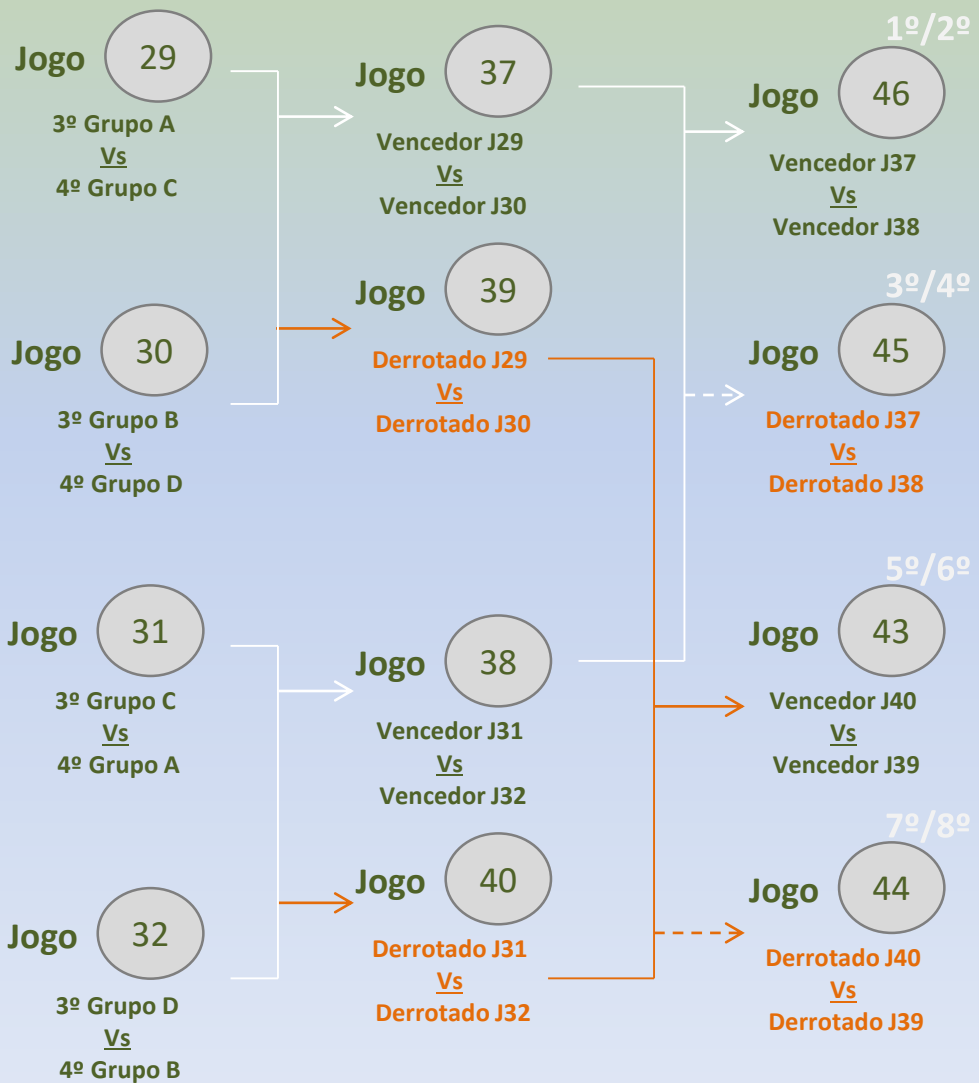 Jogo 29
3º Grupo A
Vs
4º Grupo C
Jogo 30
3º Grupo B
Vs
4º Grupo D
Jogo 31
3º Grupo C
Vs
4º Grupo A
Jogo 32
3º Grupo D
Vs
4º Grupo B
Jogo 37
Vencedor J29
Vs
Vencedor J30
Jogo 39
Derrotado J29
Vs
Derrotado J30
Jogo 38
Vencedor J31
Vs
Vencedor J32
Jogo 40
Derrotado J31
Vs
Derrotado J32
1º/2º
Jogo 46
Vencedor J37
Vs
Vencedor J38
3º/4º
Jogo 45
Derrotado J37
Vs
Derrotado J38
5º/6º
Jogo 43
Vencedor J40
Vs
Vencedor J39
7º/8º
Jogo 44
Derrotado J40
Vs
Derrotado J39